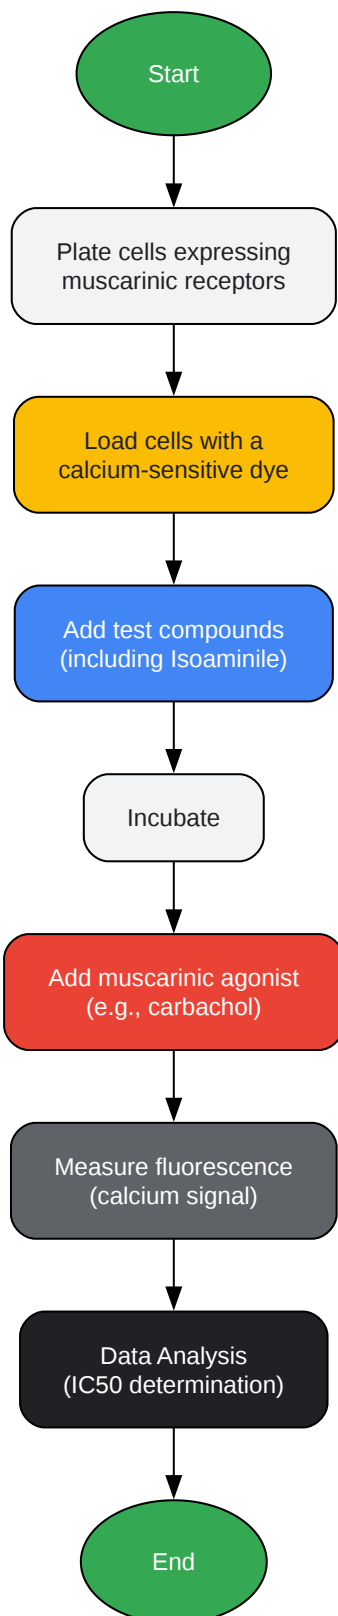 Start
Plate cells expressing
muscarinic receptors
Load cells with a
calcium-sensitive dye
Add test compounds
(including Isoaminile)
Incubate
Add muscarinic agonist
(e.g., carbachol)
Measure fluorescence
(calcium signal)
Data Analysis
(IC50 determination)
End